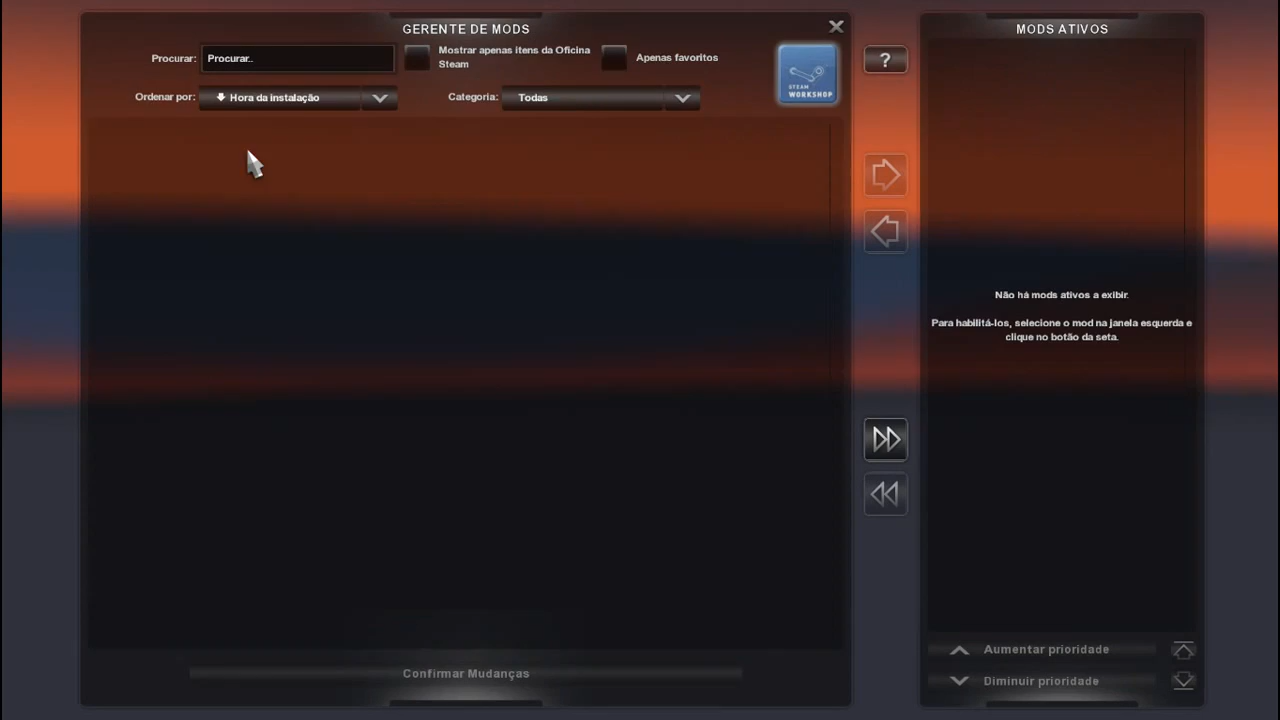 GERENTE DE MODS
Procurar:
Procurar..
Mostrar apenas itens da Oficina
Steam
Apenas favoritos
STEAM
WORKSHOP
Ordenar por:
Hora da instalação
Categoria:
Todas
?
MODS ATIVOS
Não há mods ativos a exibir.
Para habilitá-los, selecione o mod na janela esquerda e
clique no botão da seta.
Confirmar Mudanças
Aumentar prioridade
Diminuir prioridade